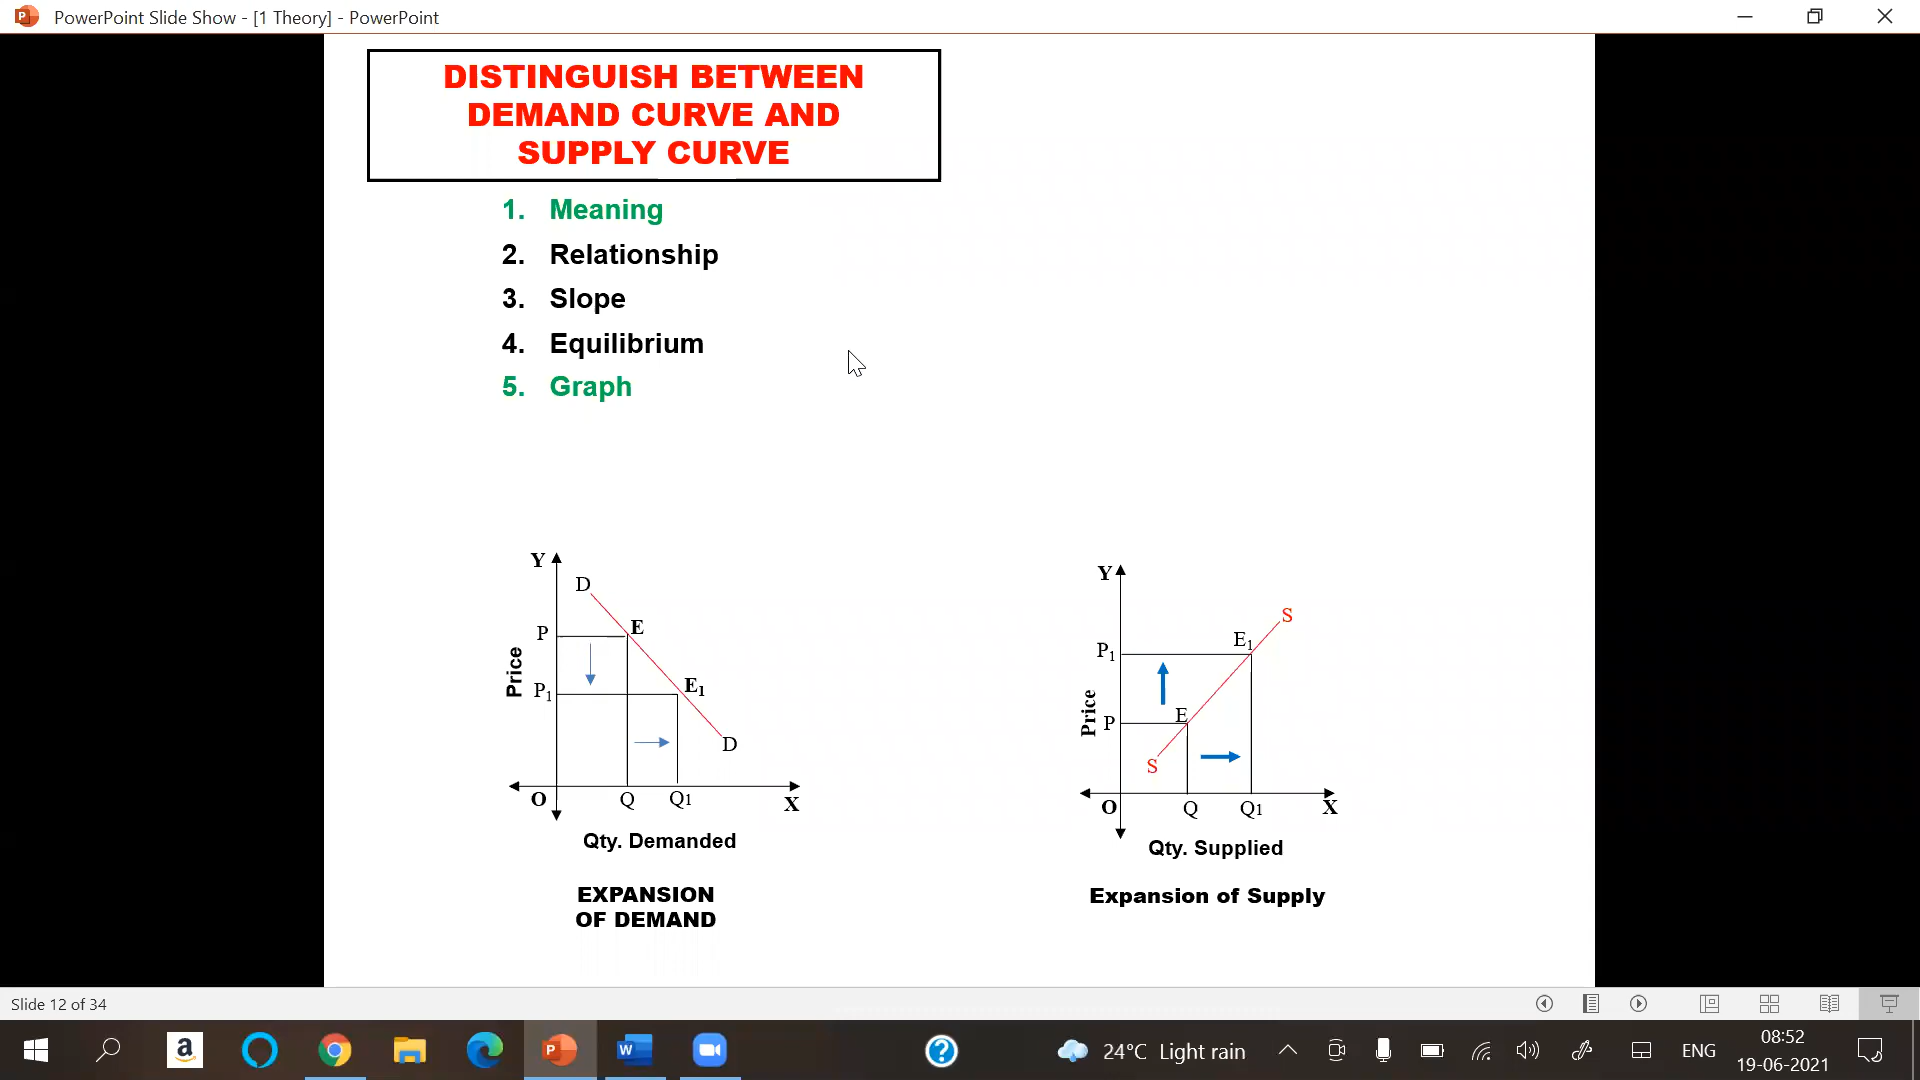 PowerPoint Slide Show - [1 Theory] - PowerPoint
DISTINGUISH BETWEEN
DEMAND CURVE AND
SUPPLY CURVE
1. Meaning
2. Relationship
3. Slope
4. Equilibrium
5. Graph
Y
D
P
E
Price
P₁
E₁
D
O
Q
Q1
X
Qty. Demanded
EXPANSION
OF DEMAND
Y
S
P₁
E₁
Price
P
E
S
O
Q
Q1
X
Qty. Supplied
Expansion of Supply
Slide 12 of 34
24°C Light rain
ENG
08:52
19-06-2021